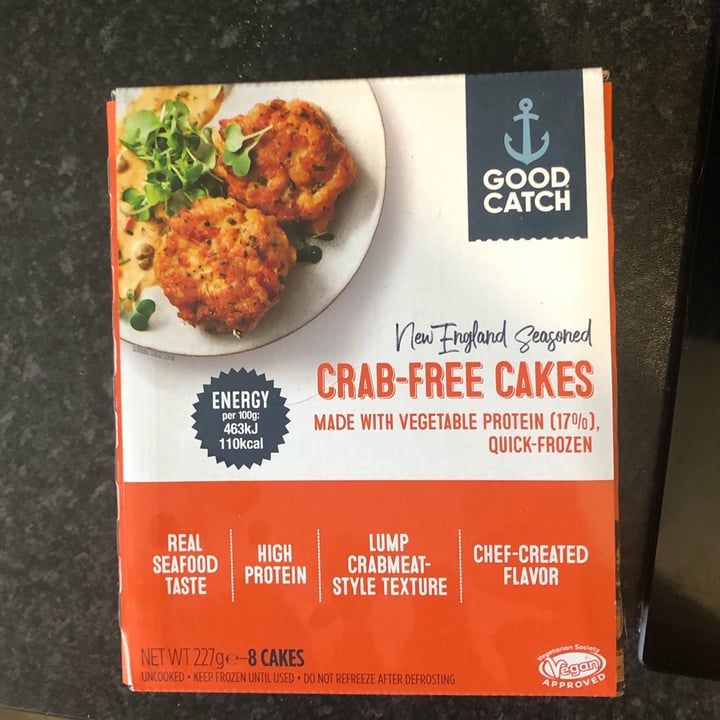 GOOD
CATCH
New England Seasoned
CRAB-FREE CAKES
MADE WITH VEGETABLE PROTEIN (17%),
QUICK-FROZEN
SERVING SUGGESTION
ENERGY
per 100g:
463kJ
110kcal
REAL
SEAFOOD
TASTE
HIGH
PROTEIN
LUMP
CRABMEAT-
STYLE TEXTURE
CHEF-CREATED
FLAVOR
NET WT 227g℮–8 CAKES
UNCOOKED • KEEP FROZEN UNTIL USED • DO NOT REFREEZE AFTER DEFROSTING
Vegetarian Society
Vegan
APPROVED